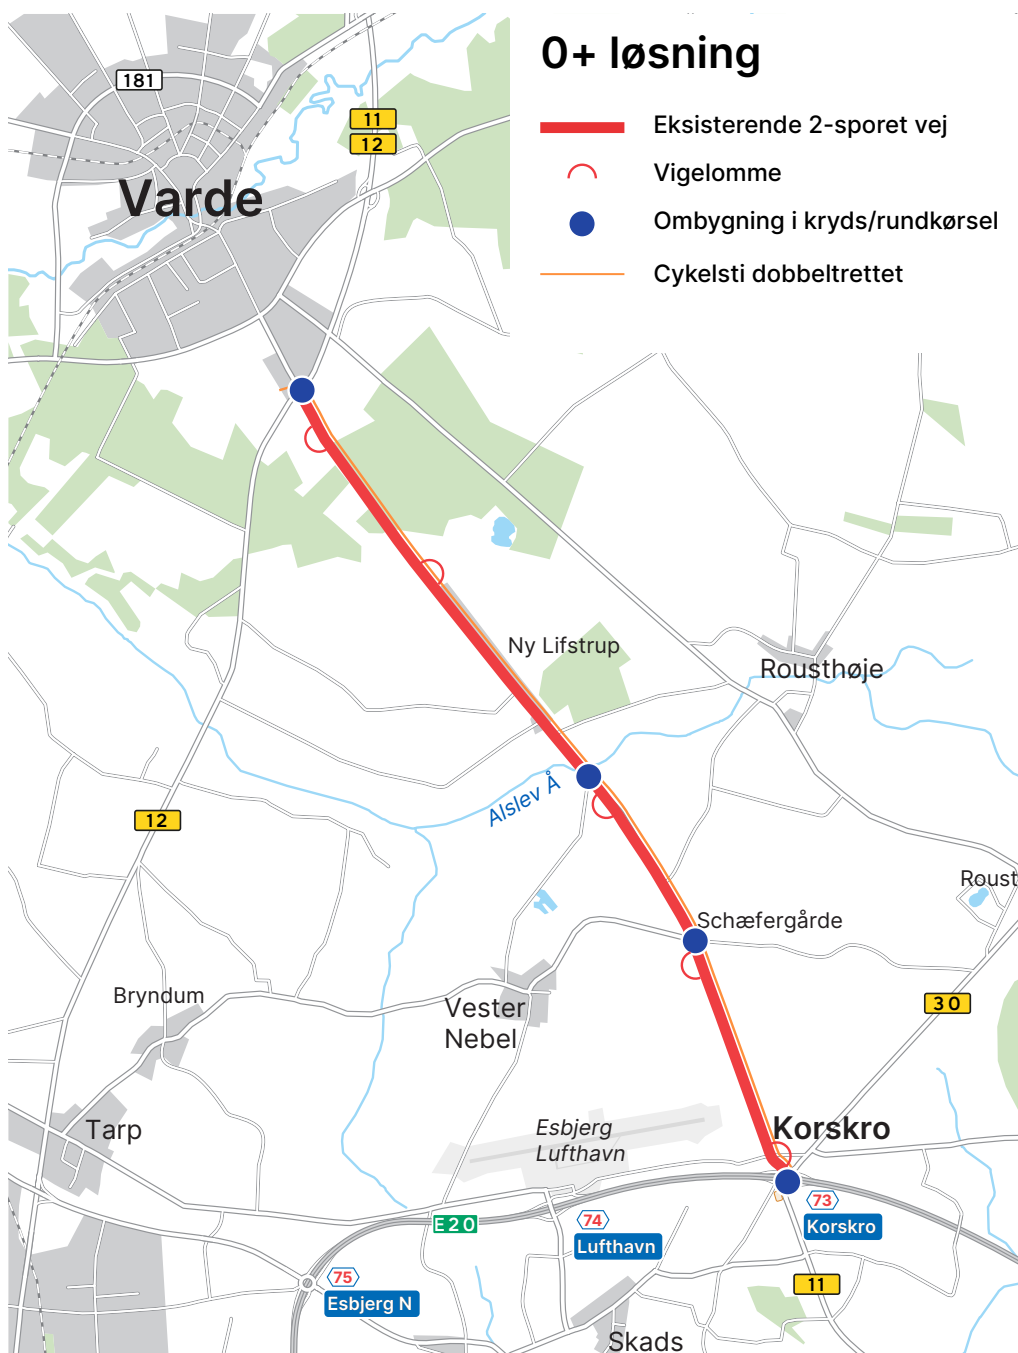 0+ løsning
Eksisterende 2-sporet vej
Vigelomme
Ombygning i kryds/rundkørsel
Cykelsti dobbeltrettet
181
11
12
Varde
Ny Lifstrup
Rousthøje
Alslev Å
12
Roust
Schæfergårde
Bryndum
30
Vester
Nebel
Tarp
Esbjerg
Lufthavn
Korskro
73
Korskro
E20
74
Lufthavn
75
Esbjerg N
11
Skads